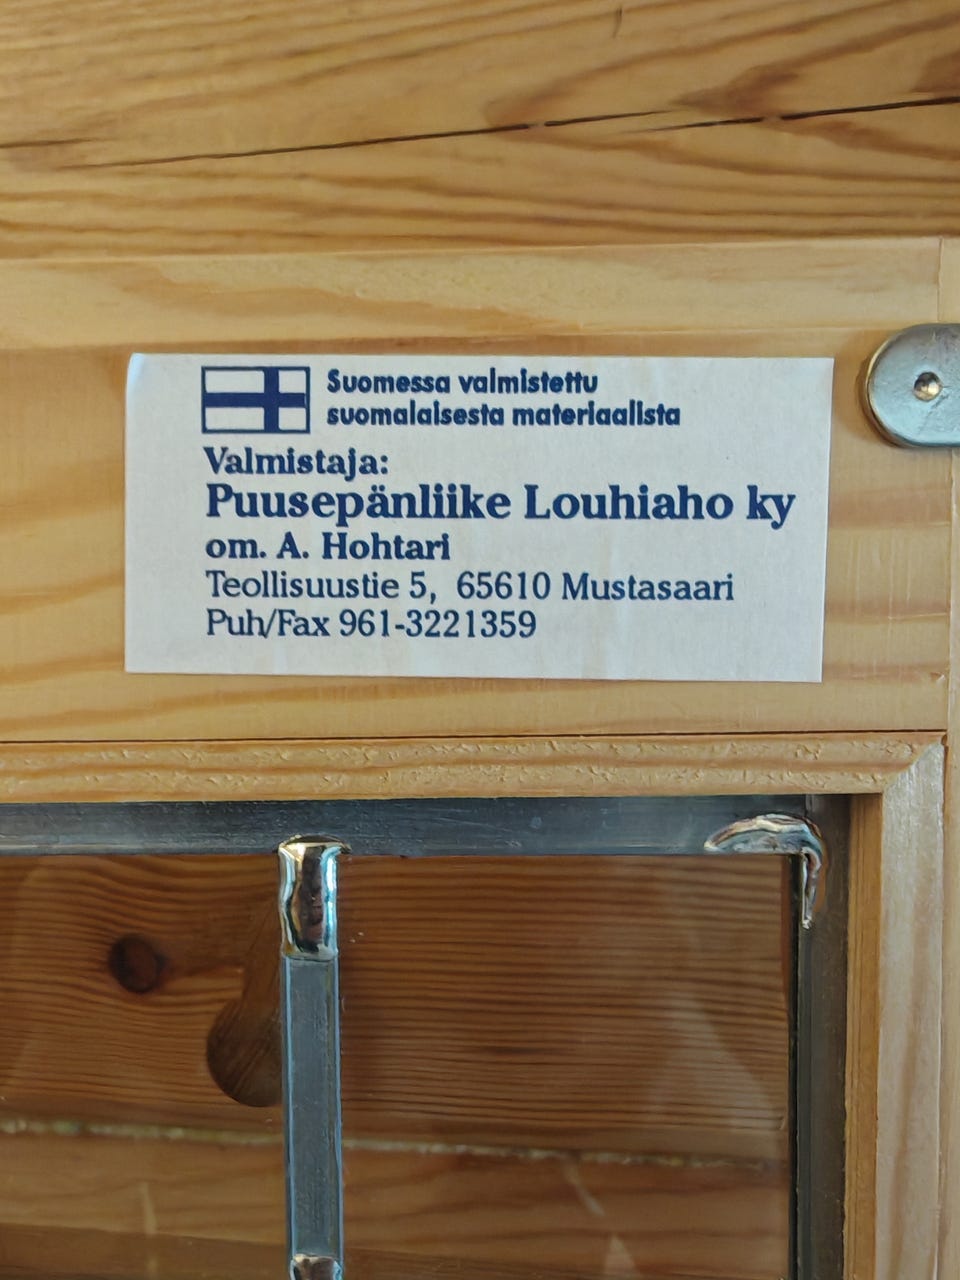 Suomessa valmistettu
suomalaisesta materiaalista
Valmistaja:
Puusepänliike Louhiaho ky
om. A. Hohtari
Teollisuustie 5, 65610 Mustasaari
Puh/Fax 961-3221359